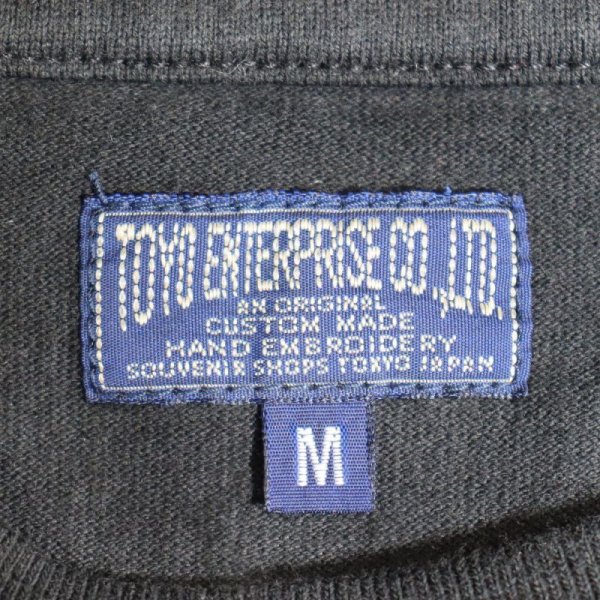 TOYO ENTERPRISE CO.,LTD.
AN ORIGINAL
CUSTOM MADE
HAND EMBROIDERY
SOUVENIR SHOPS TOKYO JAPAN
M